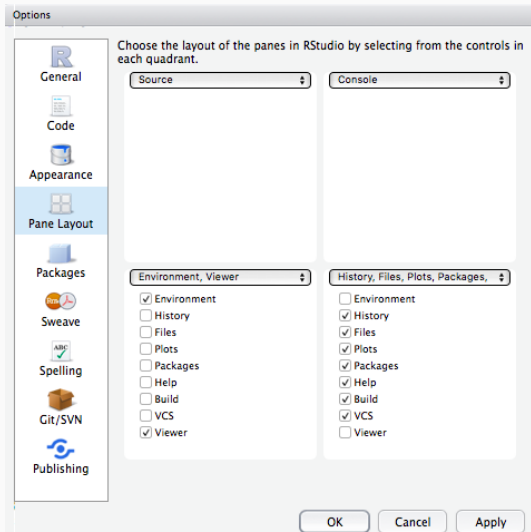 Options
Choose the layout of the panes in RStudio by selecting from the controls in
each quadrant.
R
General
Code
Appearance
Pane Layout
Packages
Sweave
ABC
Spelling
Git/SVN
Publishing
Source
Console
Environment, Viewer
Environment
History
Files
Plots
Packages
Help
Build
VCS
Viewer
History, Files, Plots, Packages,
Environment
History
Files
Plots
Packages
Help
Build
VCS
Viewer
OK
Cancel
Apply